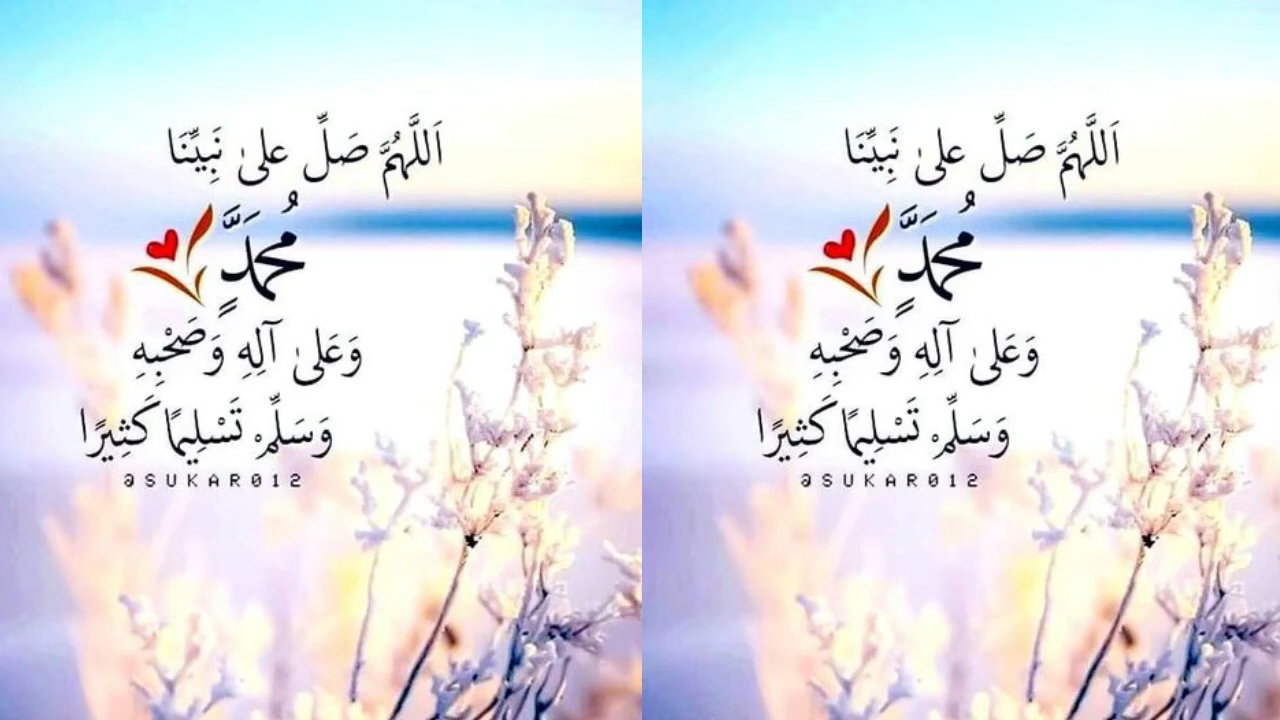 اَللَّهُمَّ صَلِّ علىٰ نَبِيِّنَا
مُحَمَّدٍ
وَعَلىٰ آلِهِ وَصَحْبِهِ
وَسَلِّمْ تَسْلِيمًا كَثِيرًا
@SUKAR012
اَللَّهُمَّ صَلِّ علىٰ نَبِيِّنَا
مُحَمَّدٍ
وَعَلىٰ آلِهِ وَصَحْبِهِ
وَسَلِّمْ تَسْلِيمًا كَثِيرًا
@SUKAR012